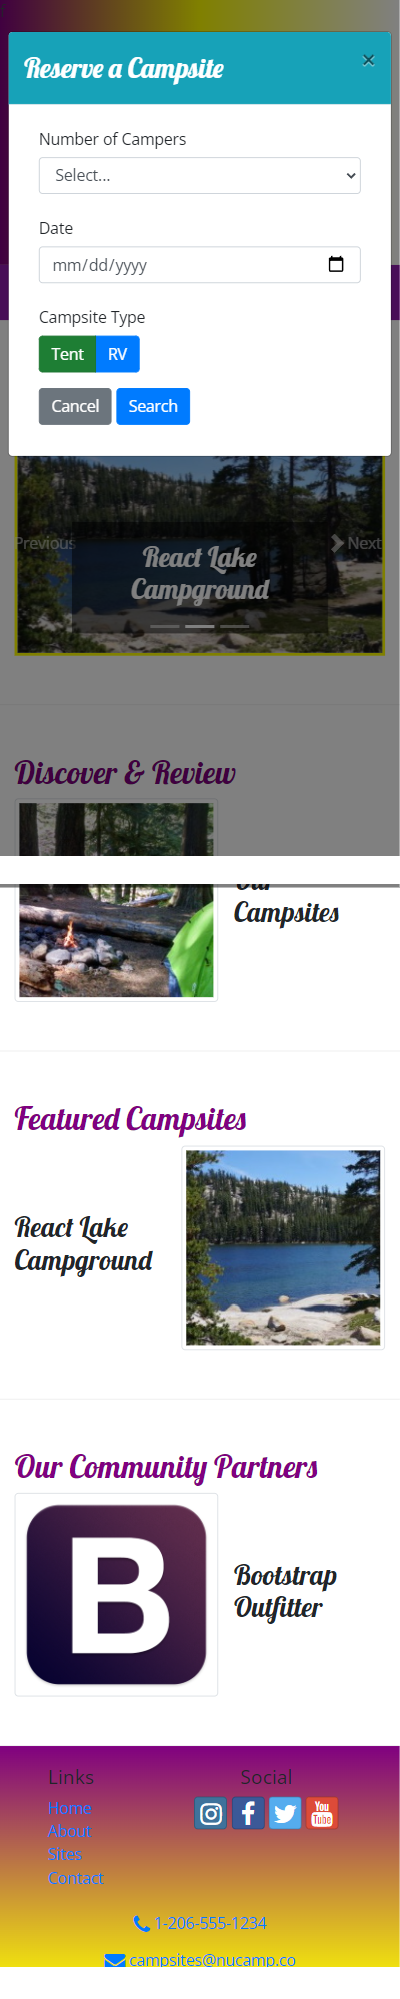 Reserve a Campsite
×
Number of Campers
Select...
Date
mm/dd/yyyy
Campsite Type
Tent RV
Cancel Search
Previous
Next
React Lake
Campground
Discover & Review
Our
Campsites
Featured Campsites
React Lake
Campground
Our Community Partners
B
Bootstrap
Outfitter
Links
Social
Home
About
Sites
Contact
You
Tube
1-206-555-1234
campsites@nucamp.co